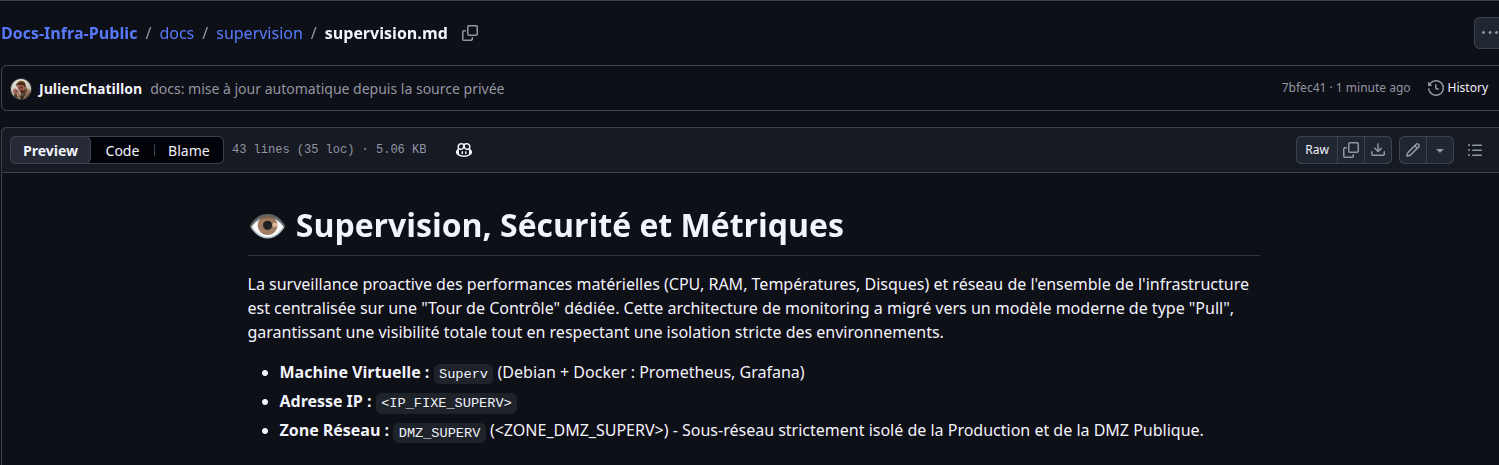 Docs-Infra-Public / docs / supervision / supervision.md
JulienChatillon docs: mise à jour automatique depuis la source privée 7bfec41 · 1 minute ago History
Preview Code Blame 43 lines (35 loc) · 5.06 KB Raw
Supervision, Sécurité et Métriques
La surveillance proactive des performances matérielles (CPU, RAM, Températures, Disques) et réseau de l'ensemble de l'infrastructure
est centralisée sur une "Tour de Contrôle" dédiée. Cette architecture de monitoring a migré vers un modèle moderne de type "Pull",
garantissant une visibilité totale tout en respectant une isolation stricte des environnements.
• Machine Virtuelle : Superv (Debian + Docker : Prometheus, Grafana)
• Adresse IP : <IP_FIXE_SUPERV>
• Zone Réseau : DMZ_SUPERV (<ZONE_DMZ_SUPERV>) - Sous-réseau strictement isolé de la Production et de la DMZ Publique.